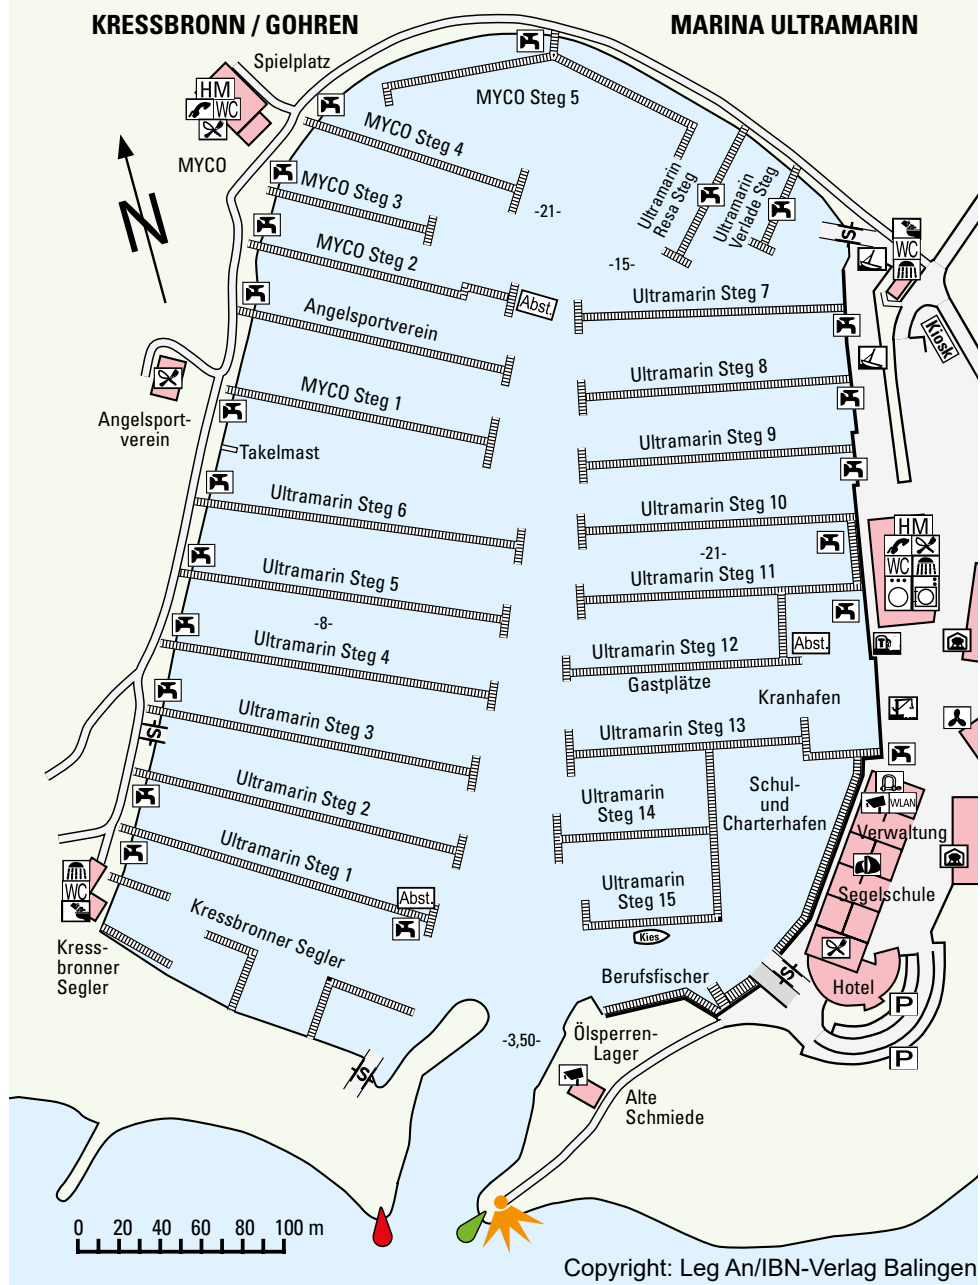 KRESSBRONN / GOHREN
MARINA ULTRAMARIN
Spielplatz
HM
WC
MYCO
N
MYCO Steg 5
MYCO Steg 4
MYCO Steg 3
MYCO Steg 2
-21-
Ultramarin
Resa Steg
Ultramarin
Verlade Steg
-S-
WC
Kiosk
-15-
Abst.
Angelsportverein
Ultramarin Steg 7
MYCO Steg 1
Ultramarin Steg 8
Angelsport-
verein
Takelmast
Ultramarin Steg 9
Ultramarin Steg 6
Ultramarin Steg 10
HM
WC
-21-
Ultramarin Steg 5
Ultramarin Steg 11
-8-
Ultramarin Steg 4
Ultramarin Steg 12
Abst.
Gastplätze
T
Kranhafen
Ultramarin Steg 3
Ultramarin Steg 13
-S-
Ultramarin Steg 2
Ultramarin
Steg 14
Schul-
und
Charterhafen
WLAN
Verwaltung
Ultramarin Steg 1
Segelschule
WC
Abst.
Ultramarin
Steg 15
Kressbronner Segler
Kies
Kress-
bronner
Segler
Berufsfischer
-S-
Hotel
P
P
-3,50-
Ölsperren-
Lager
-S-
Alte
Schmiede
0 20 40 60 80 100 m
Copyright: Leg An/IBN-Verlag Balingen